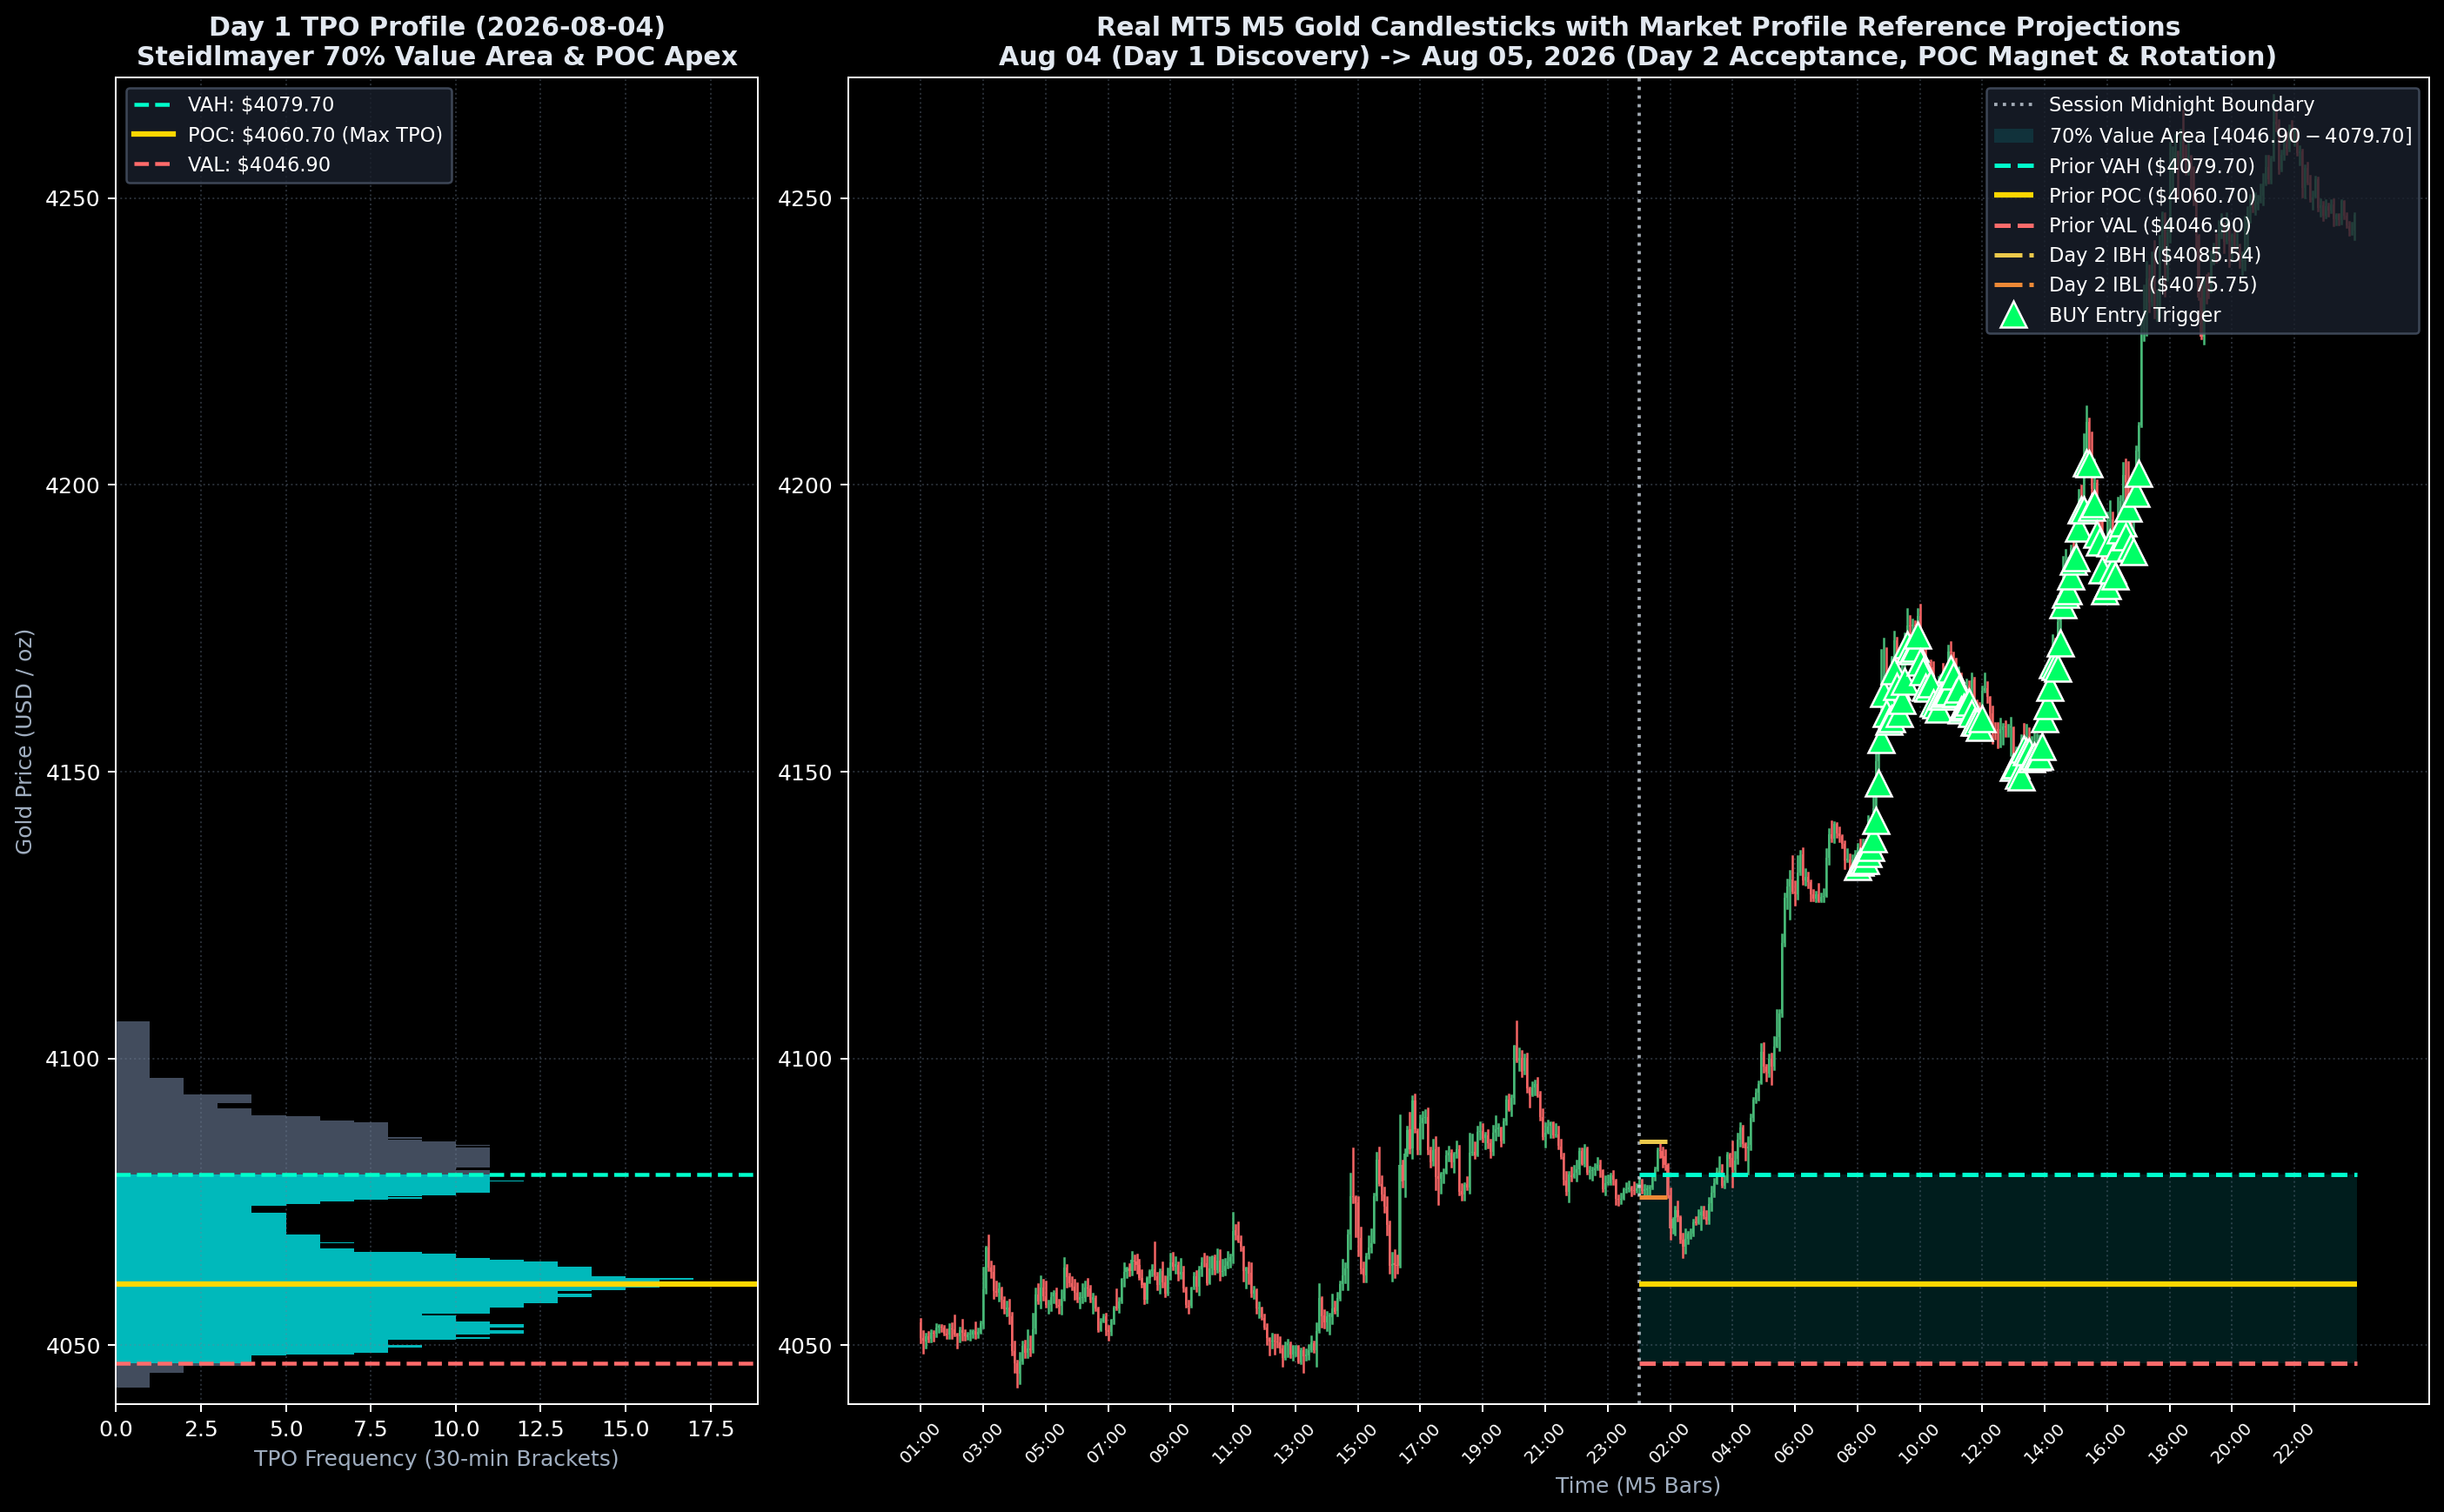 Day 1 TPO Profile (2026-08-04)
Steidlmayer 70% Value Area & POC Apex
VAH: $4079.70
POC: $4060.70 (Max TPO)
VAL: $4046.90
Gold Price (USD / oz)
4250
4200
4150
4100
4050
0.0
2.5
5.0
7.5
10.0
12.5
15.0
17.5
TPO Frequency (30-min Brackets)
Real MT5 M5 Gold Candlesticks with Market Profile Reference Projections
Aug 04 (Day 1 Discovery) -> Aug 05, 2026 (Day 2 Acceptance, POC Magnet & Rotation)
Session Midnight Boundary
70% Value Area [4046.90 − 4079.70]
Prior VAH ($4079.70)
Prior POC ($4060.70)
Prior VAL ($4046.90)
Day 2 IBH ($4085.54)
Day 2 IBL ($4075.75)
BUY Entry Trigger
4250
4200
4150
4100
4050
01:00
03:00
05:00
07:00
09:00
11:00
13:00
15:00
17:00
19:00
21:00
23:00
02:00
04:00
06:00
08:00
10:00
12:00
14:00
16:00
18:00
20:00
22:00
Time (M5 Bars)